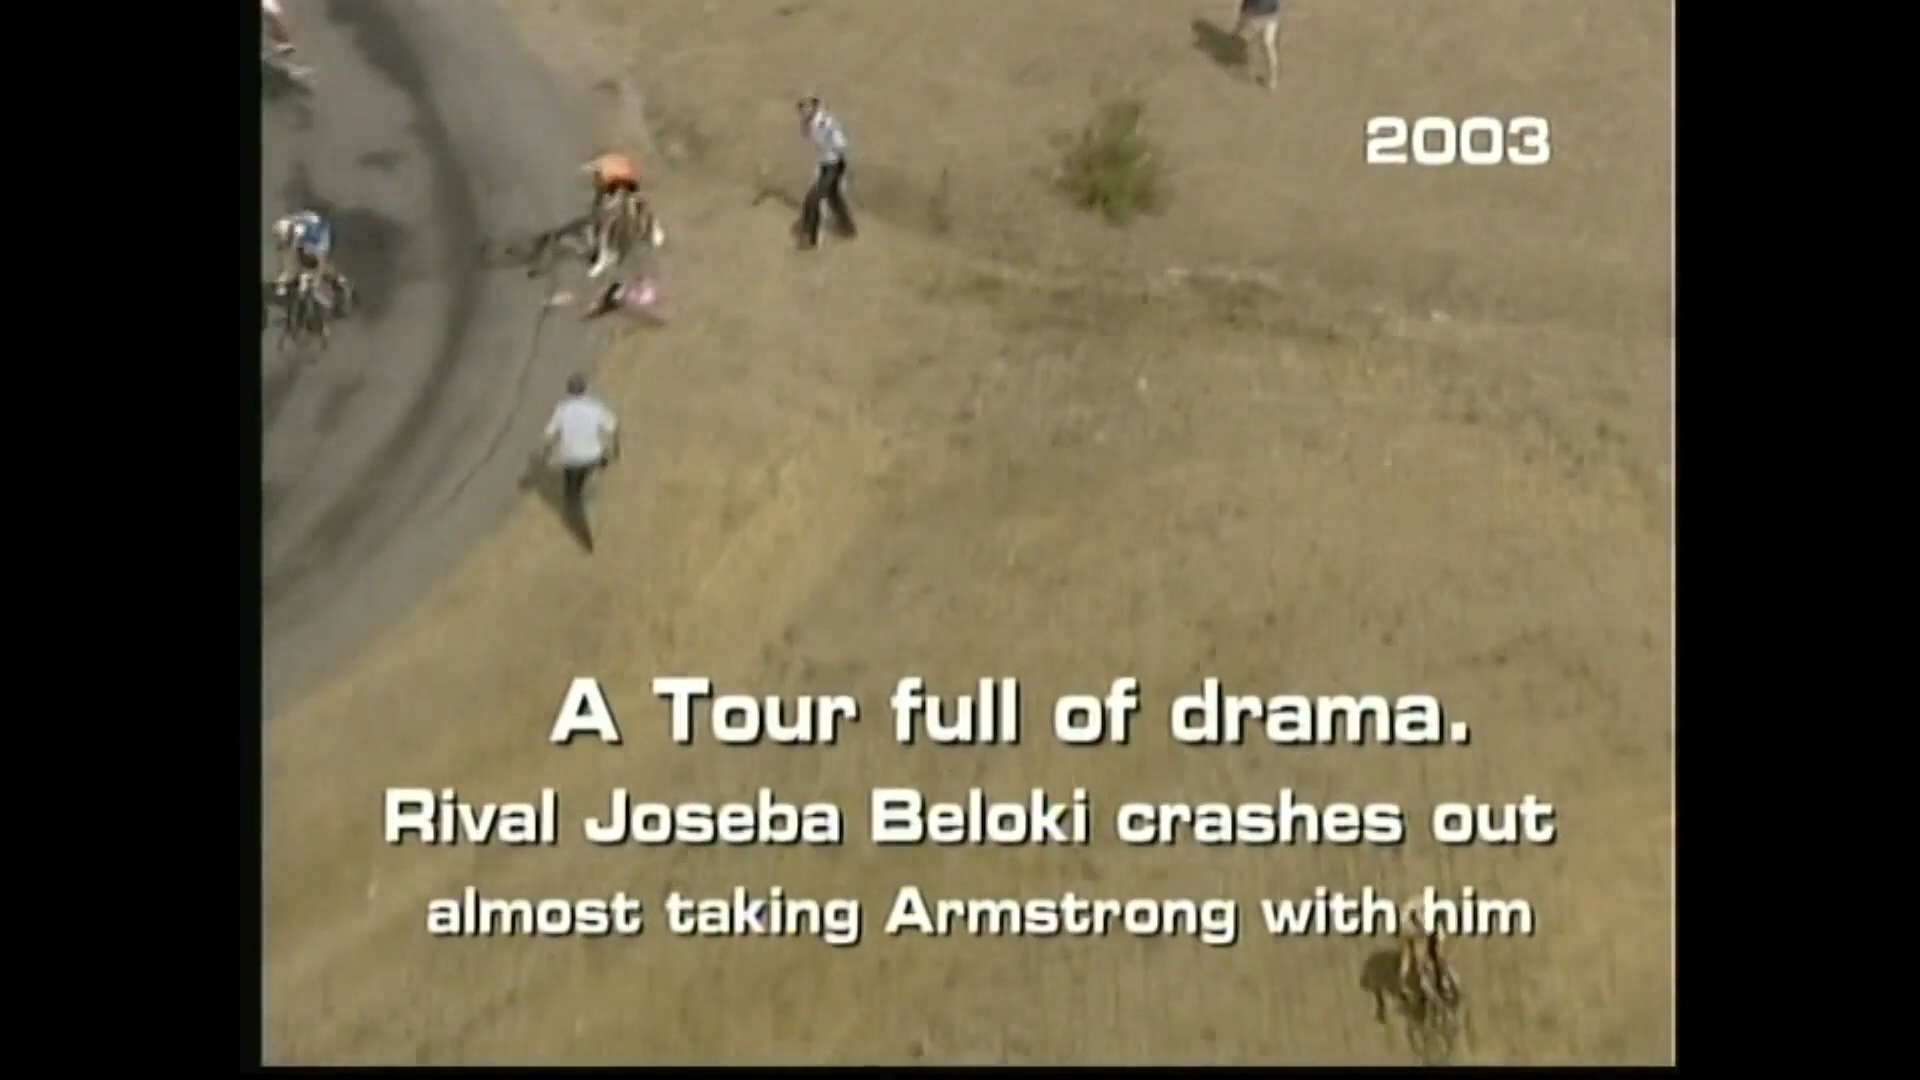 2003
A Tour full of drama.
Rival Joseba Beloki crashes out
almost taking Armstrong with him